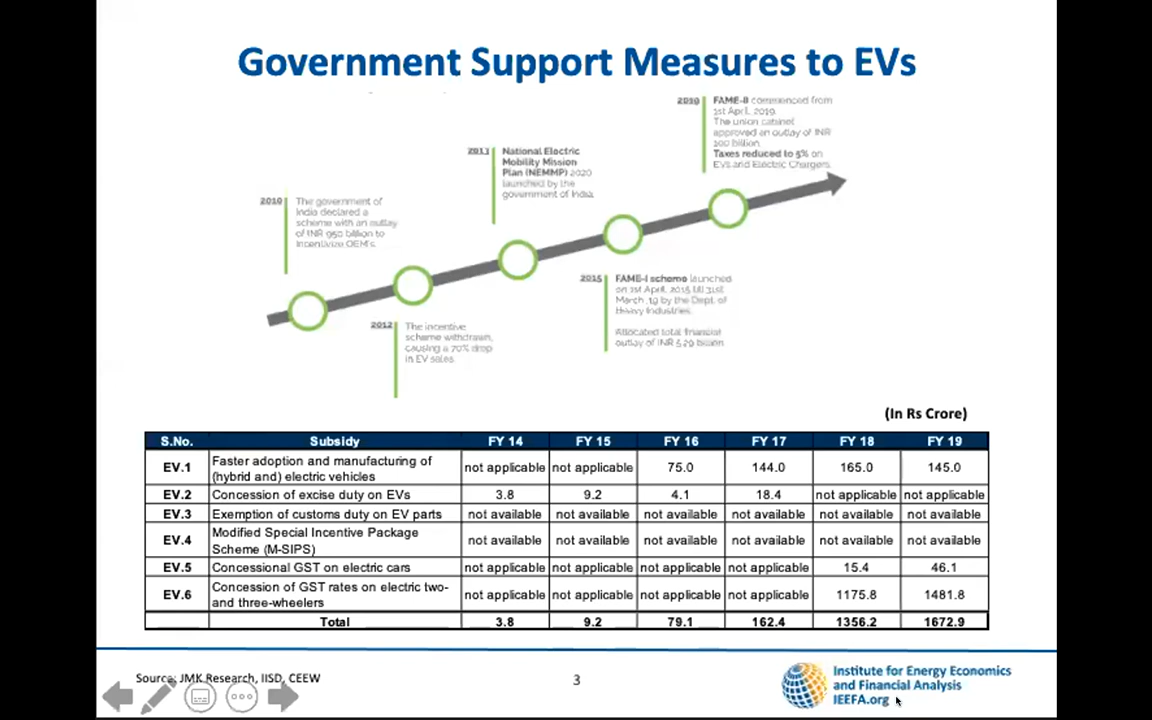 Government Support Measures to EVs
2010
The government of
India declared a
scheme with an outlay
of INR 950 billion to
incentivize OEM's.
2012
The incentive
scheme withdrawn,
causing a 70% drop
in EV sales.
2013
National Electric
Mobility Mission
Plan (NEMMP) 2020
launched by the
government of India.
2015
FAME-I scheme launched
on 1st April, 2015 till 31st
March, 19 by the Dept. of
Heavy Industries.
Allocated total financial
outlay of INR 5.29 billion.
2019
FAME-II commenced from
1st April, 2019.
The union cabinet
approved an outlay of INR
100 billion.
Taxes reduced to 5% on
EVs and Electric Chargers.
(In Rs Crore)
S.No. Subsidy FY 14 FY 15 FY 16 FY 17 FY 18 FY 19
EV.1 Faster adoption and manufacturing of (hybrid and) electric vehicles not applicable not applicable 75.0 144.0 165.0 145.0
EV.2 Concession of excise duty on EVs 3.8 9.2 4.1 18.4 not applicable not applicable
EV.3 Exemption of customs duty on EV parts not available not available not available not available not available not available
EV.4 Modified Special Incentive Package Scheme (M-SIPS) not available not available not available not available not available not available
EV.5 Concessional GST on electric cars not applicable not applicable not applicable not applicable 15.4 46.1
EV.6 Concession of GST rates on electric two- and three-wheelers not applicable not applicable not applicable not applicable 1175.8 1481.8
Total 3.8 9.2 79.1 162.4 1356.2 1672.9
Source: JMK Research, IISD, CEEW
3
Institute for Energy Economics
and Financial Analysis
IEEFA.org